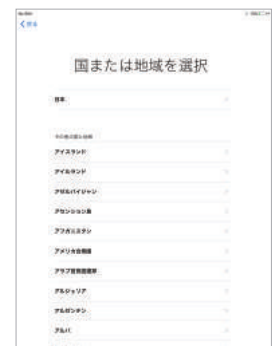 戻る
国または地域を選択
日本
その他の国と地域
アイスランド
アイルランド
アゼルバイジャン
アセンション島
アフガニスタン
アメリカ合衆国
アラブ首長国連邦
アルジェリア
アルゼンチン
アルバ